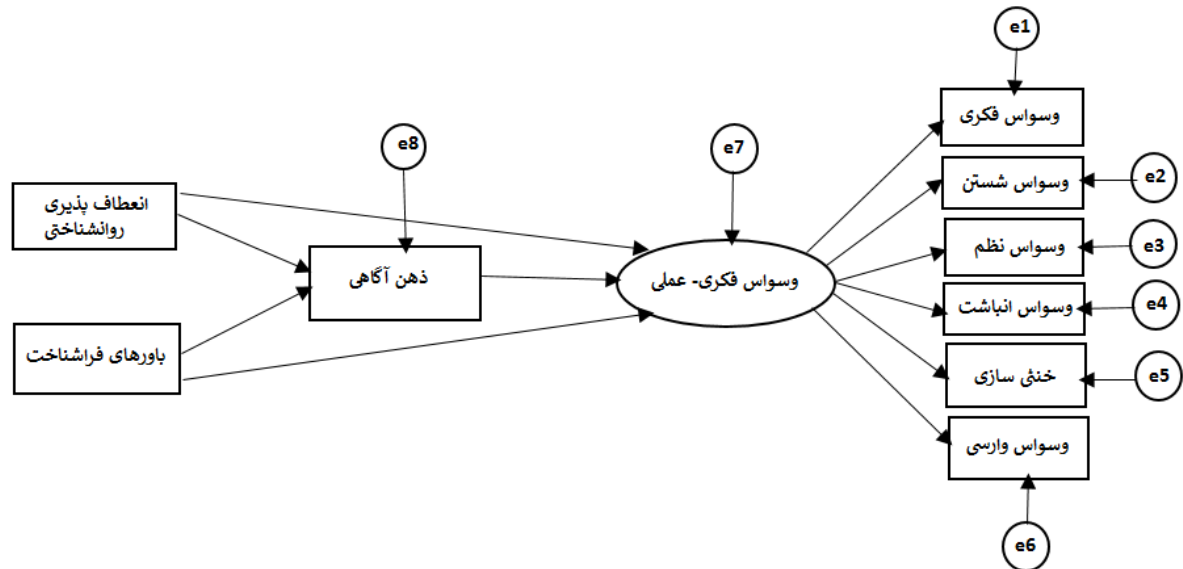 e1
وسواس فکری
e8
e7
وسواس شستن
e2
انعطاف پذیری
روانشناختی
وسواس نظم
e3
ذهن آگاهی
وسواس فکری- عملی
وسواس انباشت
e4
باورهای فراشناخت
خنثی سازی
e5
وسواس وارسی
e6